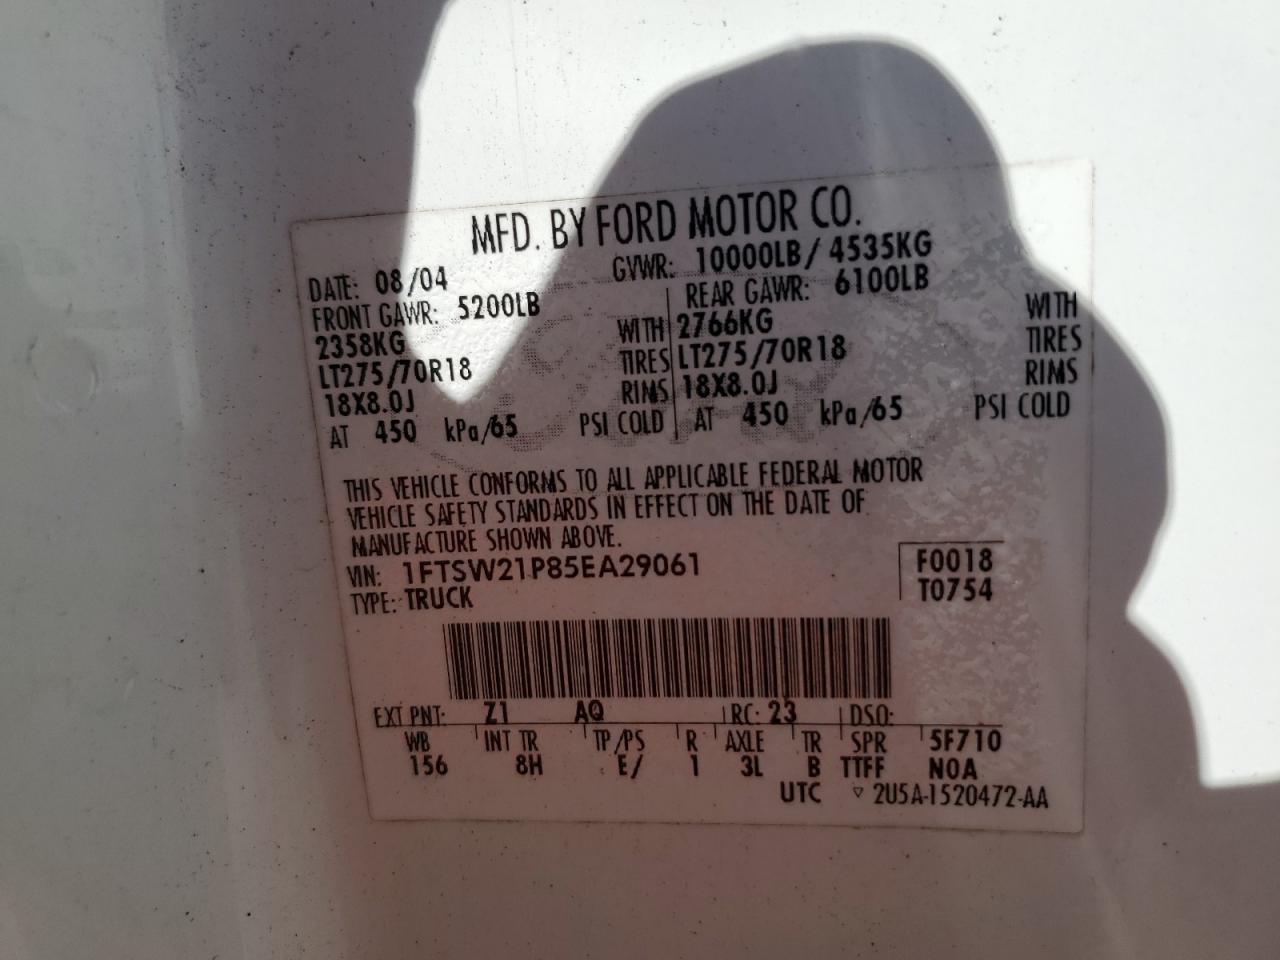 MFD. BY FORD MOTOR CO.
DATE: 08/04 GVWR: 10000LB/ 4535KG
FRONT GAWR: 5200LB REAR GAWR: 6100LB
2358KG WITH 2766KG WITH
LT275/70R18 TIRES LT275/70R18 TIRES
18X8.0J RIMS 18X8.0J RIMS
AT 450 kPa/65 PSI COLD AT 450 kPa/65 PSI COLD
THIS VEHICLE CONFORMS TO ALL APPLICABLE FEDERAL MOTOR
VEHICLE SAFETY STANDARDS IN EFFECT ON THE DATE OF
MANUFACTURE SHOWN ABOVE.
VIN: 1FTSW21P85EA29061 F0018
TYPE: TRUCK T0754
EXT PNT: Z1 AQ RC: 23 DSO:
WB INT TR TP/PS R AXLE TR SPR 5F710
156 8H E/ 1 3L B TTFF N0A
UTC ▽ 2U5A-1520472-AA